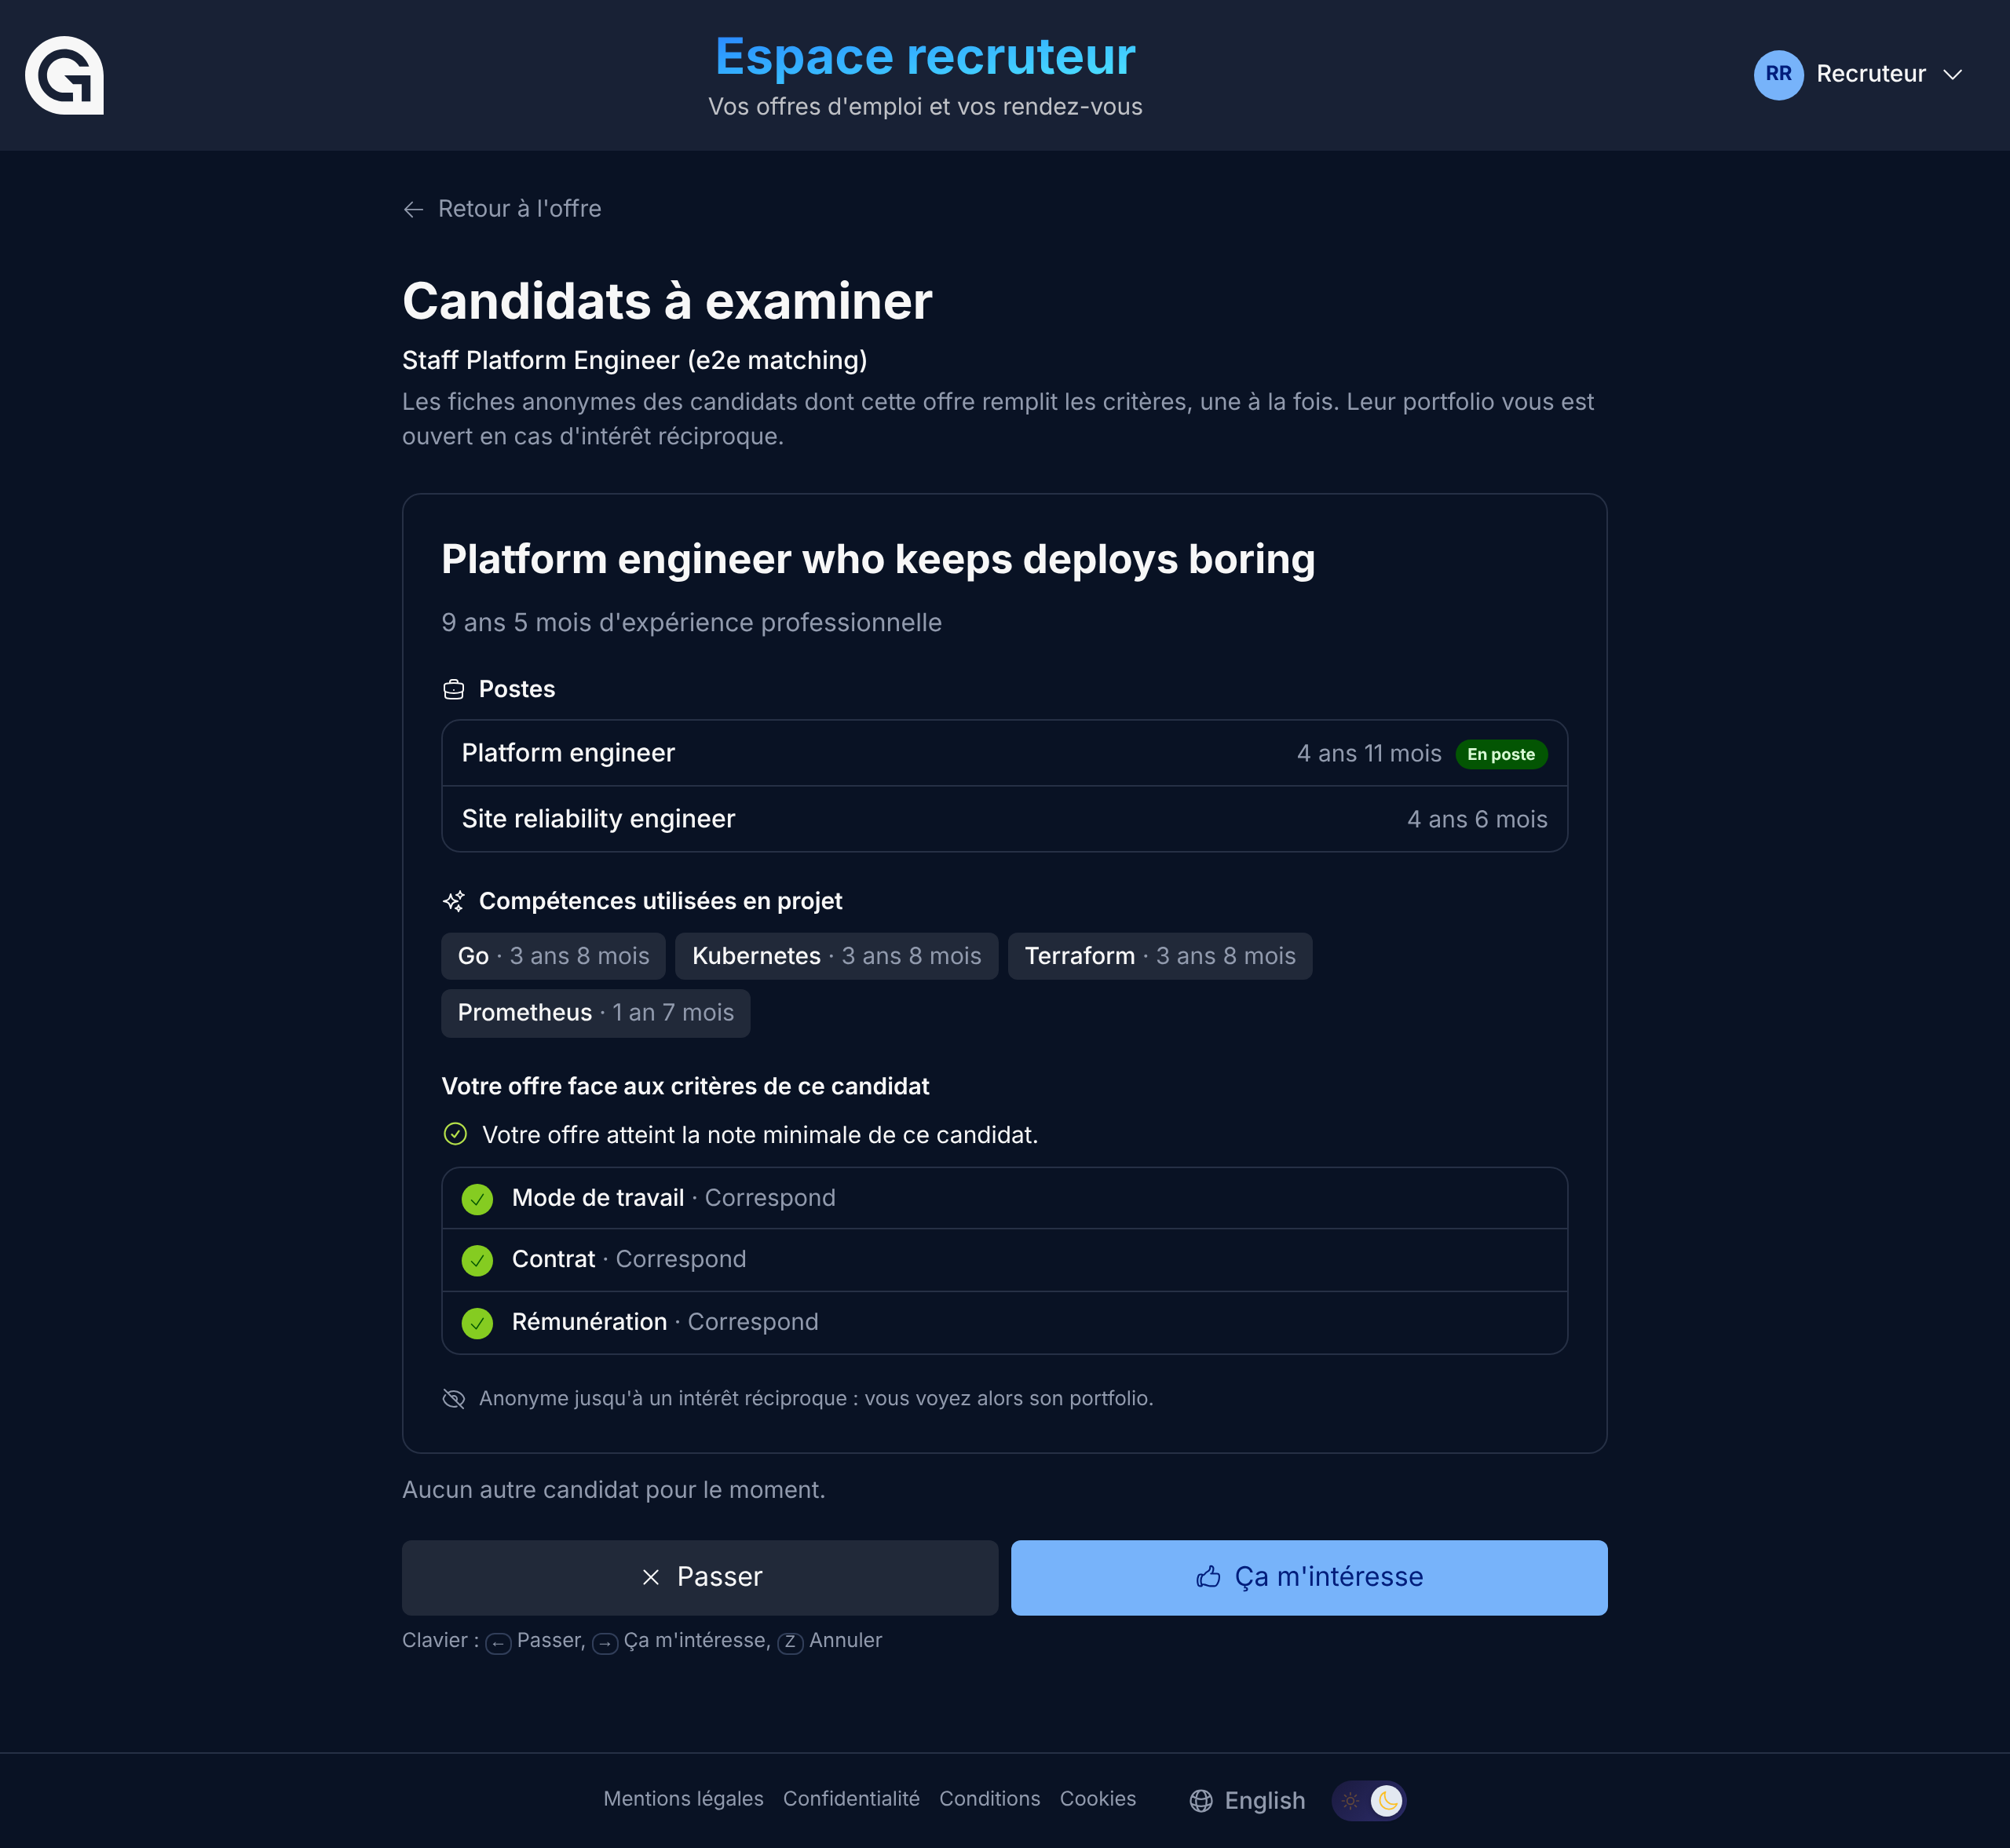 Espace recruteur
Vos offres d'emploi et vos rendez-vous
RR Recruteur
← Retour à l'offre
Candidats à examiner
Staff Platform Engineer (e2e matching)
Les fiches anonymes des candidats dont cette offre remplit les critères, une à la fois. Leur portfolio vous est
ouvert en cas d'intérêt réciproque.
Platform engineer who keeps deploys boring
9 ans 5 mois d'expérience professionnelle
Postes
Platform engineer 4 ans 11 mois En poste
Site reliability engineer 4 ans 6 mois
Compétences utilisées en projet
Go · 3 ans 8 mois Kubernetes · 3 ans 8 mois Terraform · 3 ans 8 mois
Prometheus · 1 an 7 mois
Votre offre face aux critères de ce candidat
Votre offre atteint la note minimale de ce candidat.
Mode de travail · Correspond
Contrat · Correspond
Rémunération · Correspond
Anonyme jusqu'à un intérêt réciproque : vous voyez alors son portfolio.
Aucun autre candidat pour le moment.
Passer Ça m'intéresse
Clavier : ← Passer, → Ça m'intéresse, Z Annuler
Mentions légales Confidentialité Conditions Cookies English